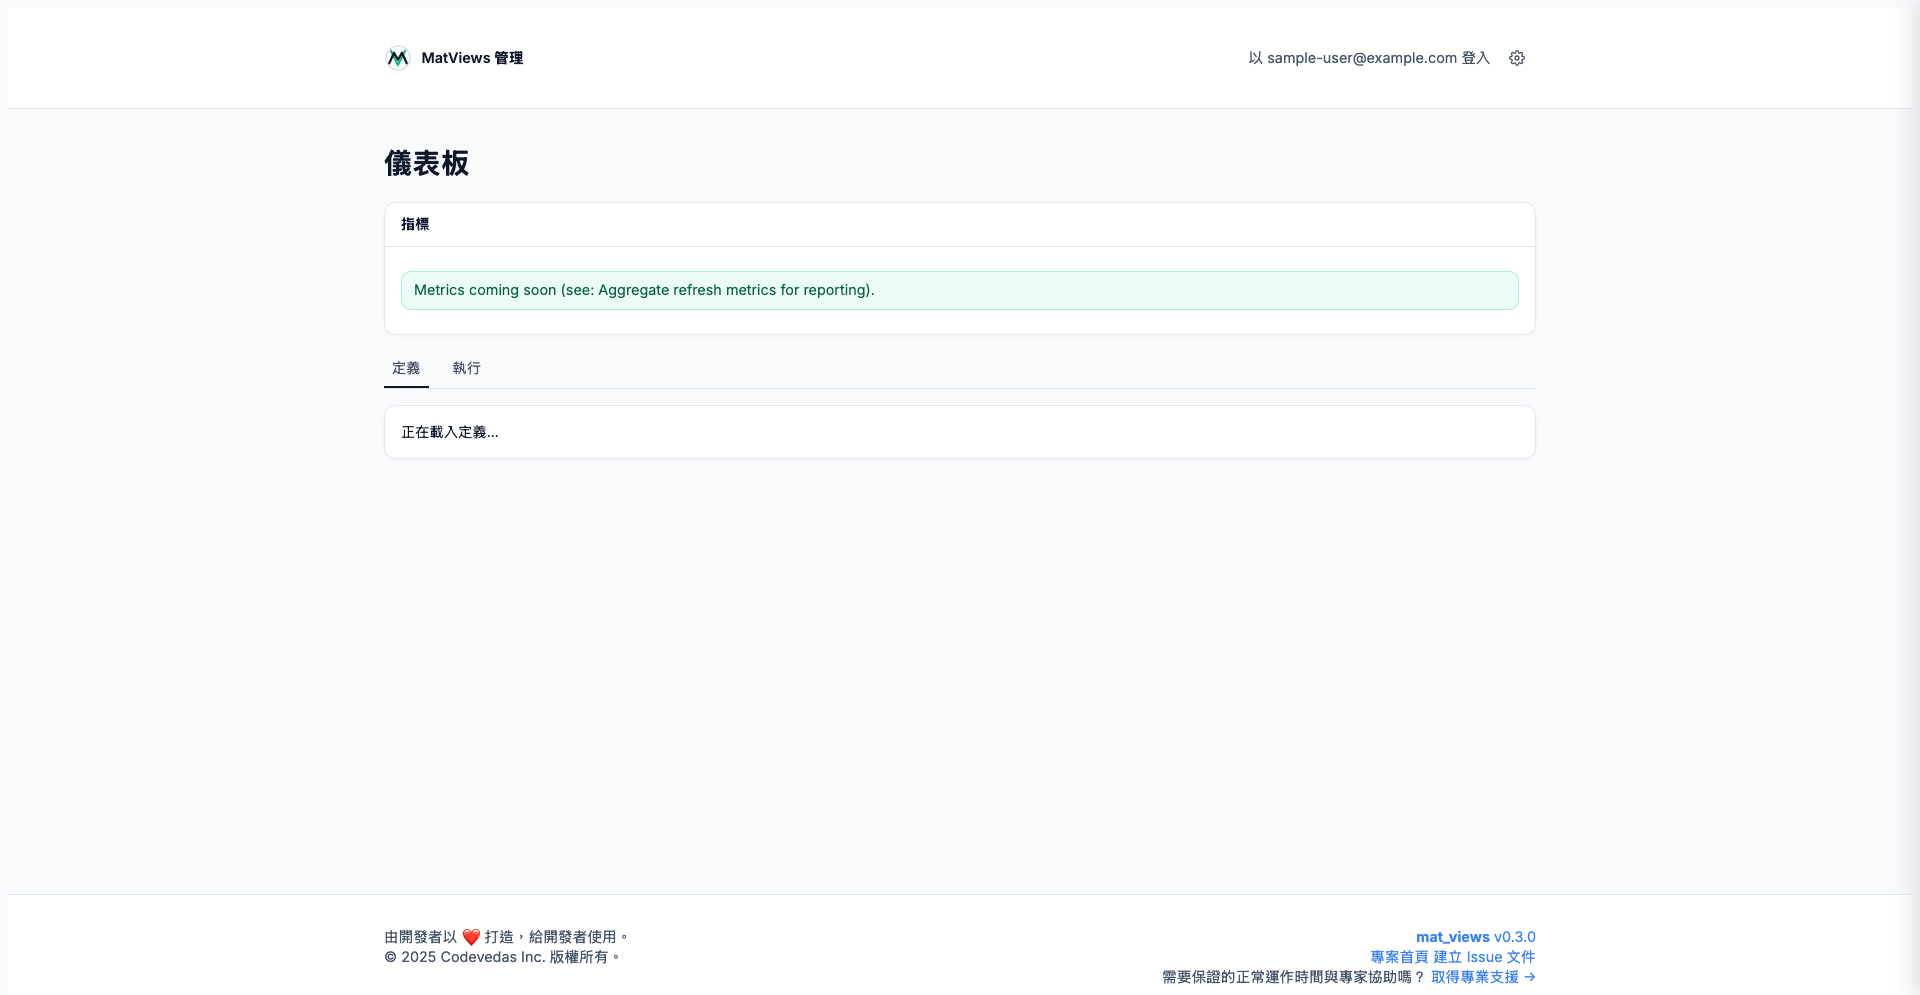 MatViews 管理
以 sample-user@example.com 登入
儀表板
指標
Metrics coming soon (see: Aggregate refresh metrics for reporting).
定義 執行
正在載入定義...
由開發者以 ❤️ 打造，給開發者使用。
© 2025 Codevedas Inc. 版權所有。
mat_views v0.3.0
專案首頁 建立 Issue 文件
需要保證的正常運作時間與專家協助嗎？ 取得專業支援 →